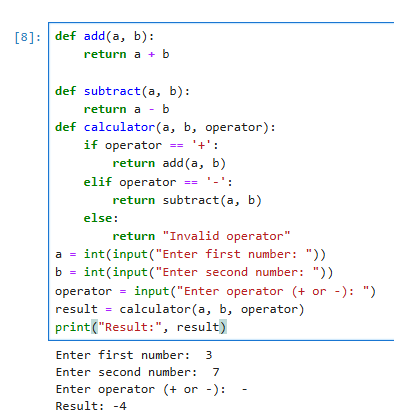 [8]: def add(a, b):
    return a + b

def subtract(a, b):
    return a - b
def calculator(a, b, operator):
    if operator == '+':
        return add(a, b)
    elif operator == '-':
        return subtract(a, b)
    else:
        return "Invalid operator"
a = int(input("Enter first number: "))
b = int(input("Enter second number: "))
operator = input("Enter operator (+ or -): ")
result = calculator(a, b, operator)
print("Result:", result)
Enter first number:  3
Enter second number:  7
Enter operator (+ or -):  -
Result: -4